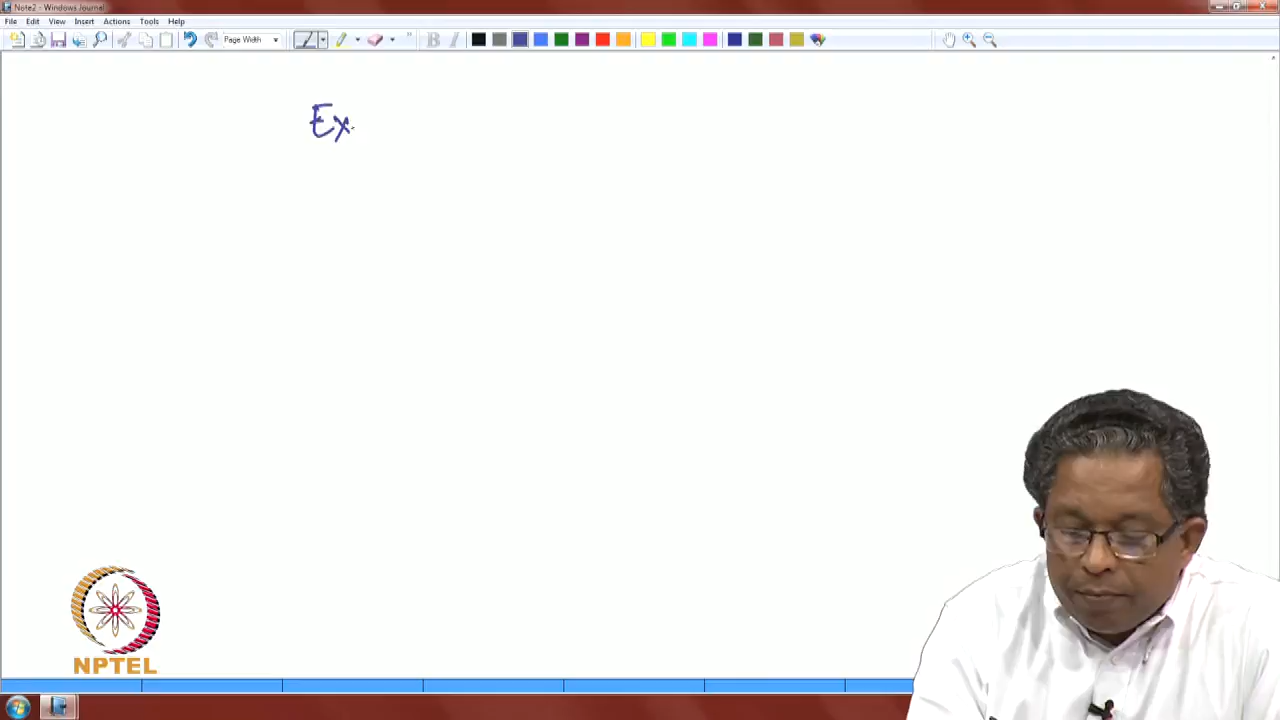 Note2 - Windows Journal
File Edit View Insert Actions Tools Help
Page Width
B I
Ex
NPTEL